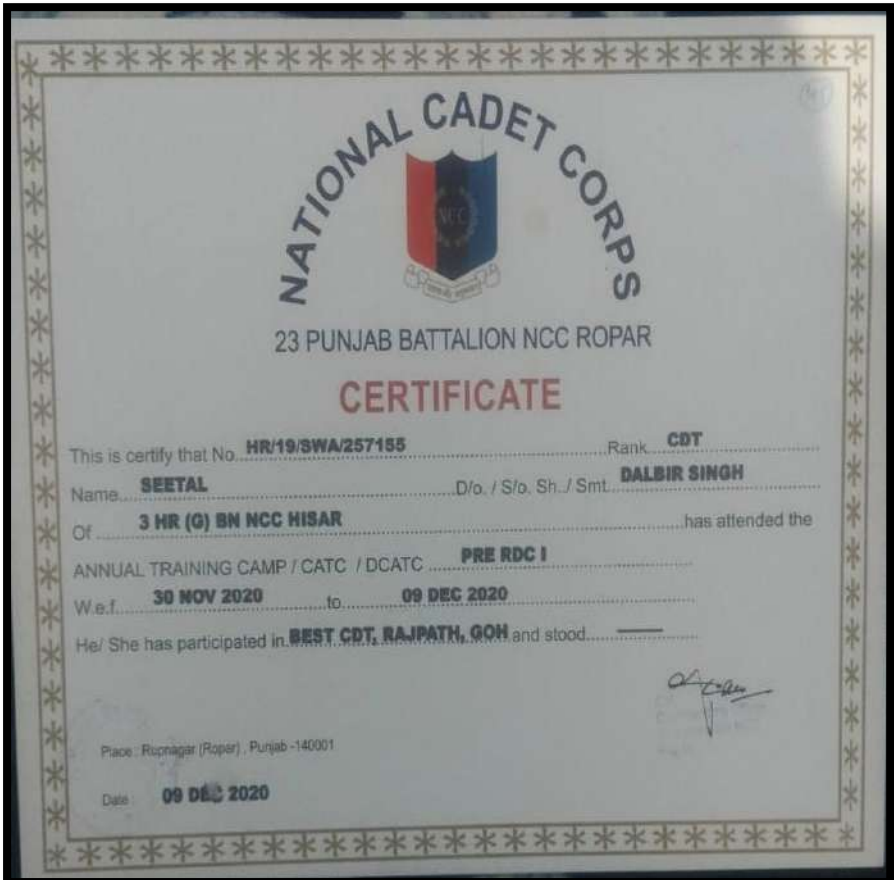 NATIONAL CADET CORPS
NCC
23 PUNJAB BATTALION NCC ROPAR
CERTIFICATE
This is certify that No. HR/19/SWA/257155 Rank CDT
Name SEETAL D/o. / S/o. Sh../ Smt. DALBIR SINGH
Of 3 HR (G) BN NCC HISAR has attended the
ANNUAL TRAINING CAMP / CATC / DCATC PRE RDC I
W.e.f. 30 NOV 2020 to 09 DEC 2020
He/ She has participated in BEST CDT, RAJPATH, GOH and stood
Place : Rupnagar (Ropar) , Punjab -140001
Date : 09 DEC 2020